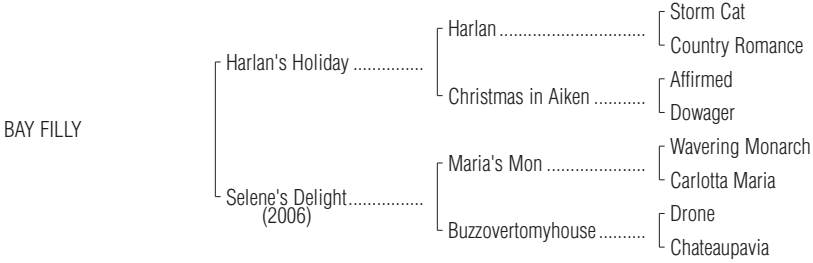 Storm Cat
Harlan..............................
Country Romance
Harlan's Holiday ...............
Affirmed
Christmas in Aiken ...........
Dowager
BAY FILLY
Wavering Monarch
Maria's Mon .....................
Carlotta Maria
Selene's Delight................
(2006)
Drone
Buzzovertomyhouse..........
Chateaupavia